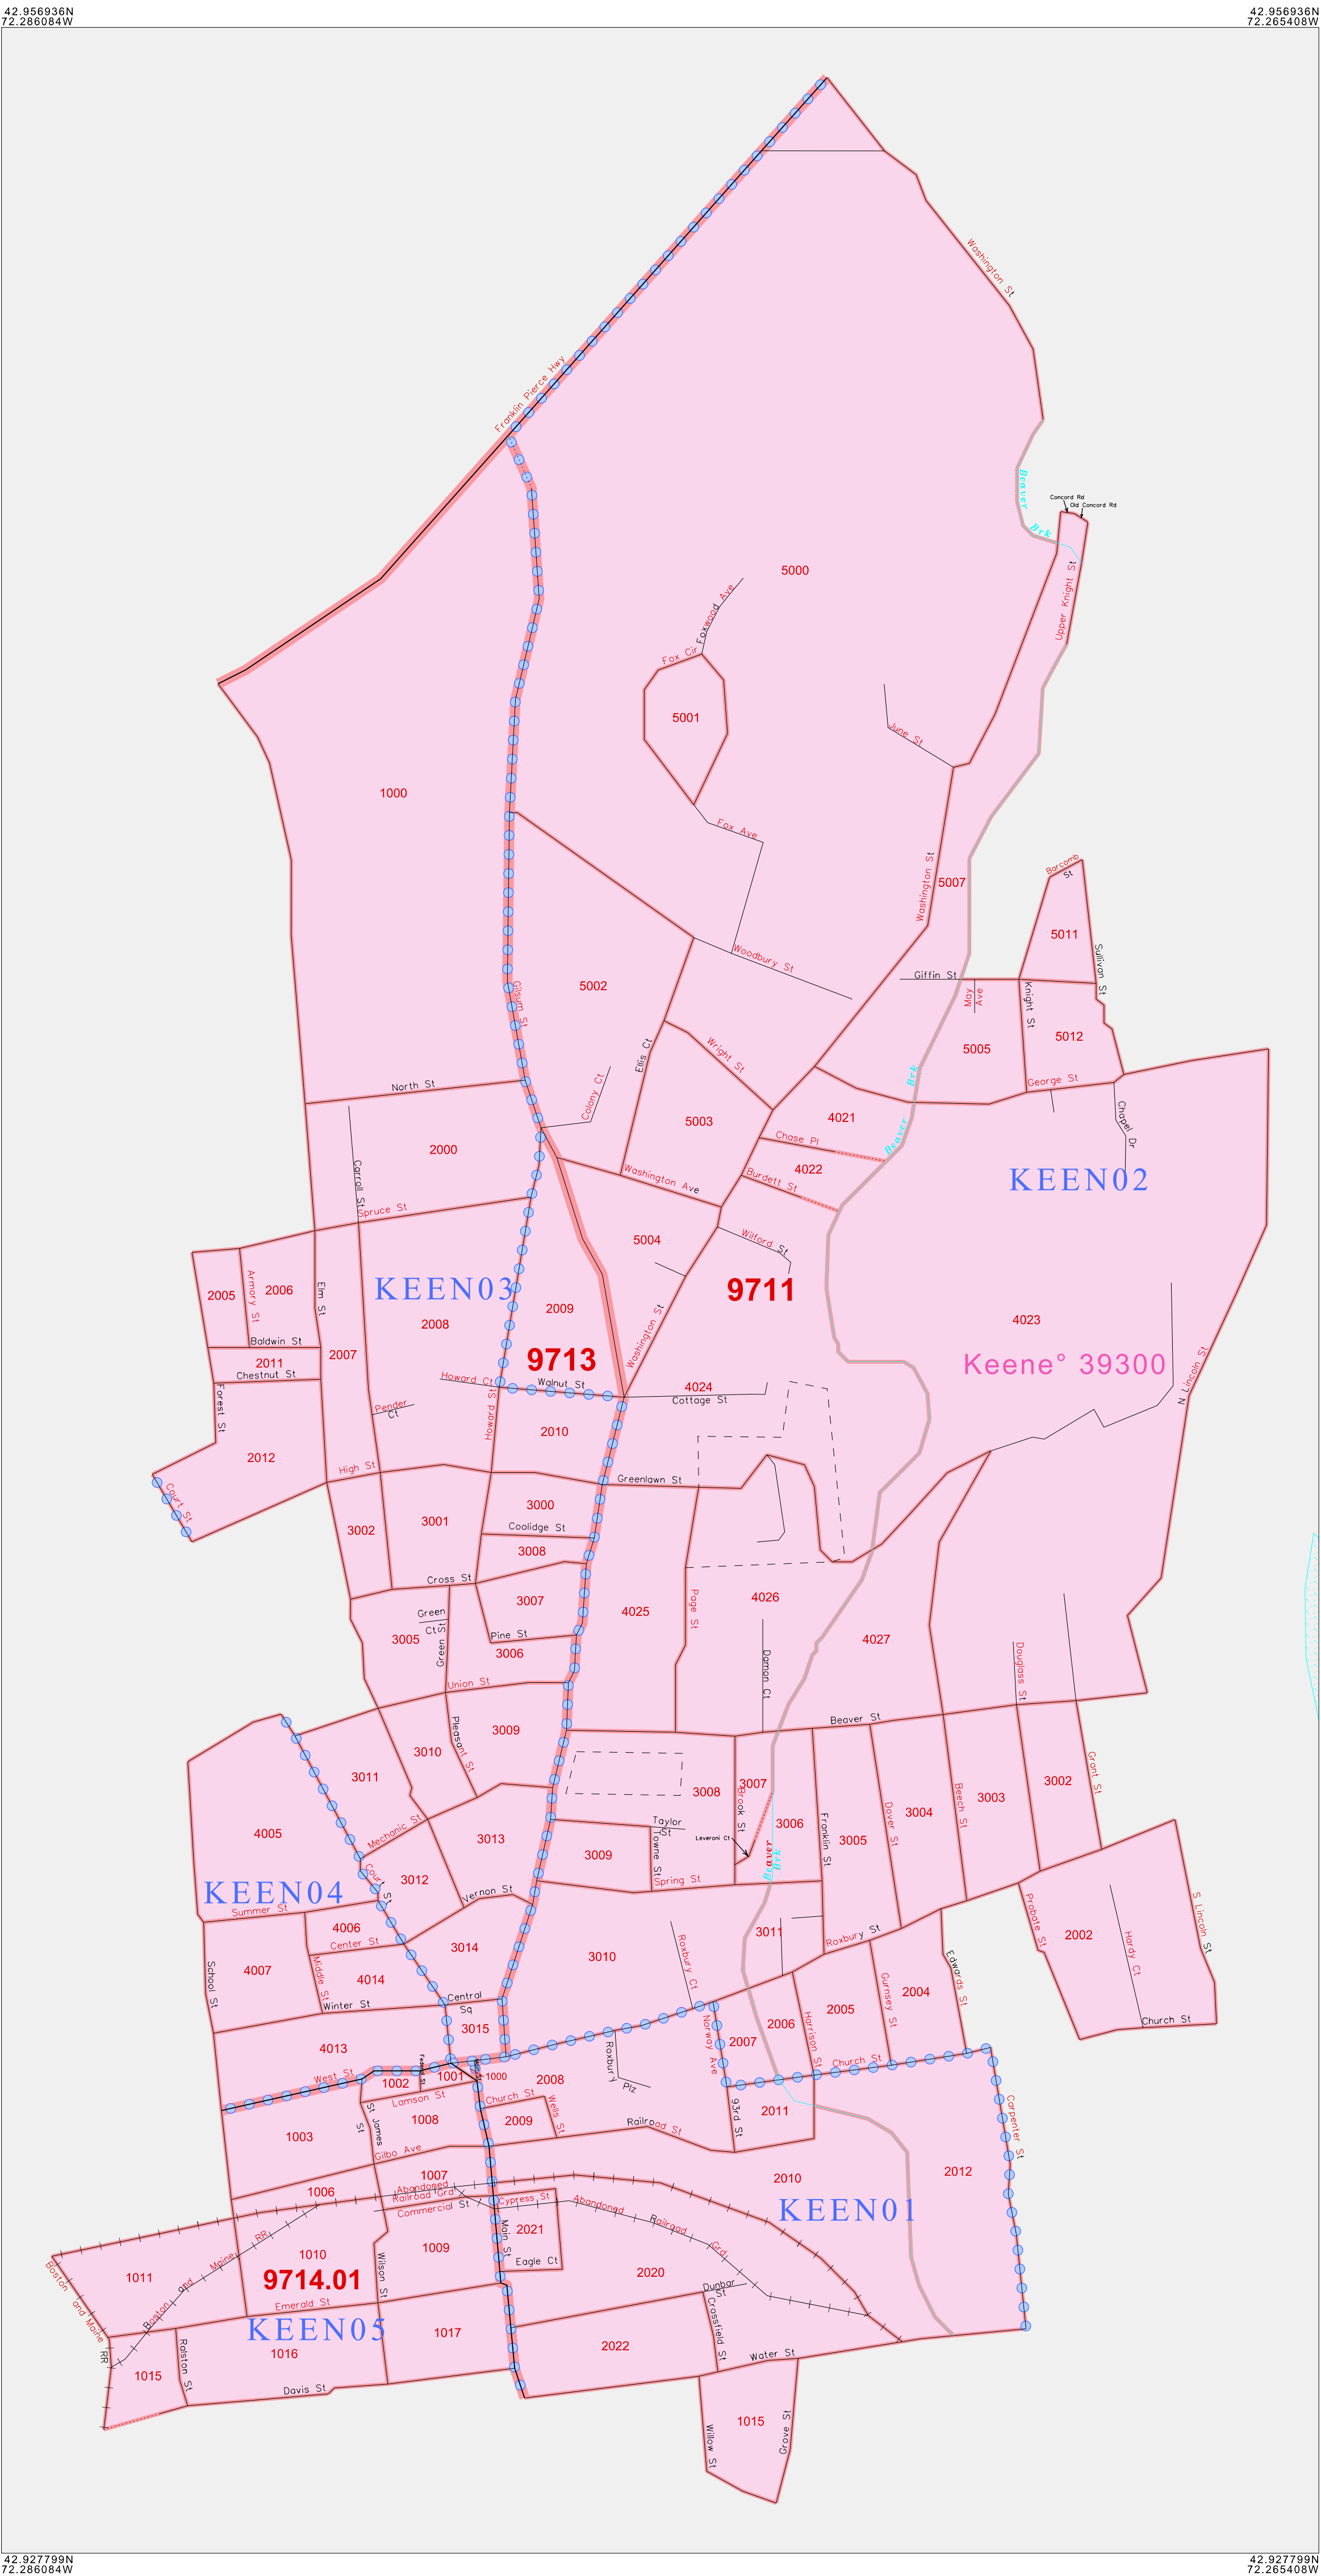 42.956936N
72.286084W
42.956936N
72.265408W
Washington St
Franklin Pierce Hwy
Beaver
Brk
Concord Rd
Old Concord Rd
5000
Upper Knight St
Foxwood Ave
Fox Cir
5001
June St
1000
Fox Ave
Barcomb
St
Washington St
5007
5011
Woodbury St
Sullivan St
Giffin St
5002
May
Ave
Knight St
Gilsum St
5012
Ellis Ct
Wright St
5005
Brk
George St
North St
Colony Ct
4021
5003
Chapel Dr
Beaver
Chase Pl
2000
4022
Carroll St
Washington Ave
Burdett St
KEEN02
Spruce St
5004
Wilford St
2005
Armory St
2006
Elm St
KEEN03
9711
2009
4023
2008
Baldwin St
2007
Washington St
2011
9713
Keene° 39300
Chestnut St
Howard Ct
Walnut St
4024
N Lincoln St
Cottage St
Forest St
Pender
Ct
Howard St
2010
2012
High St
Greenlawn St
Court St
3000
3002
3001
Coolidge St
3008
Cross St
4026
3007
4025
Page St
Green
Ct
Green St
3005
Pine St
4027
3006
Damon Ct
Douglass St
Union St
Beaver St
Pleasant St
3009
3010
3011
3008
3007
Brook St
3002
Grant St
3003
Beech St
3004
Dover St
3006
Franklin St
3005
4005
Mechanic St
3013
Taylor
St
Leverani Ct
3009
Towne St
Beaver
Brk
Court St
3012
Spring St
KEEN04
Vernon St
Summer St
Probate St
S Lincoln St
4006
3011
Roxbury St
2002
Center St
3014
3010
Hardy Ct
4007
Middle St
4014
Roxbury Ct
Edwards St
School St
Gurnsey St
2004
Winter St
Central
Sq
2005
2006
Harrison St
Church St
3015
2007
Norway Ave
4013
Roxbury
Plz
Church St
West St
Federal St
1001
1000
2008
1002
Lamson St
Church St
Wells St
Carpenter St
St James
St
1008
2009
93rd St
2011
Railroad St
1003
Gilbo Ave
2012
1007
2010
1006
Abandoned
Railroad Grd
Cypress St
Abandoned
Commercial St
KEEN01
Railroad
Main St
2021
Grd
Boston
and
Maine
RR
1010
1009
Wilson St
Eagle Ct
1011
2020
9714.01
Boston and Maine
RR
Emerald St
Dunbar
St
KEEN05
1017
Crossfield St
2022
1016
Water St
1015
Ralston St
Davis St
1015
Willow St
Grove St
42.927799N
72.286084W
42.927799N
72.265408W